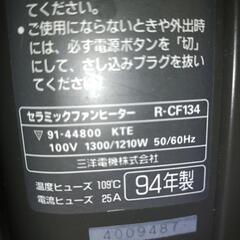 てください。
●ご使用にならないときや外出時
には、必ず電源ボタンを「切」
にして、さし込みプラグを抜い
てください。
セラミックファンヒーター R-CF134
91-44800 KTE
100V 1300/1210W 50/60Hz
三洋電機株式会社
温度ヒューズ 109℃
電流ヒューズ 25A
94年製
4009487